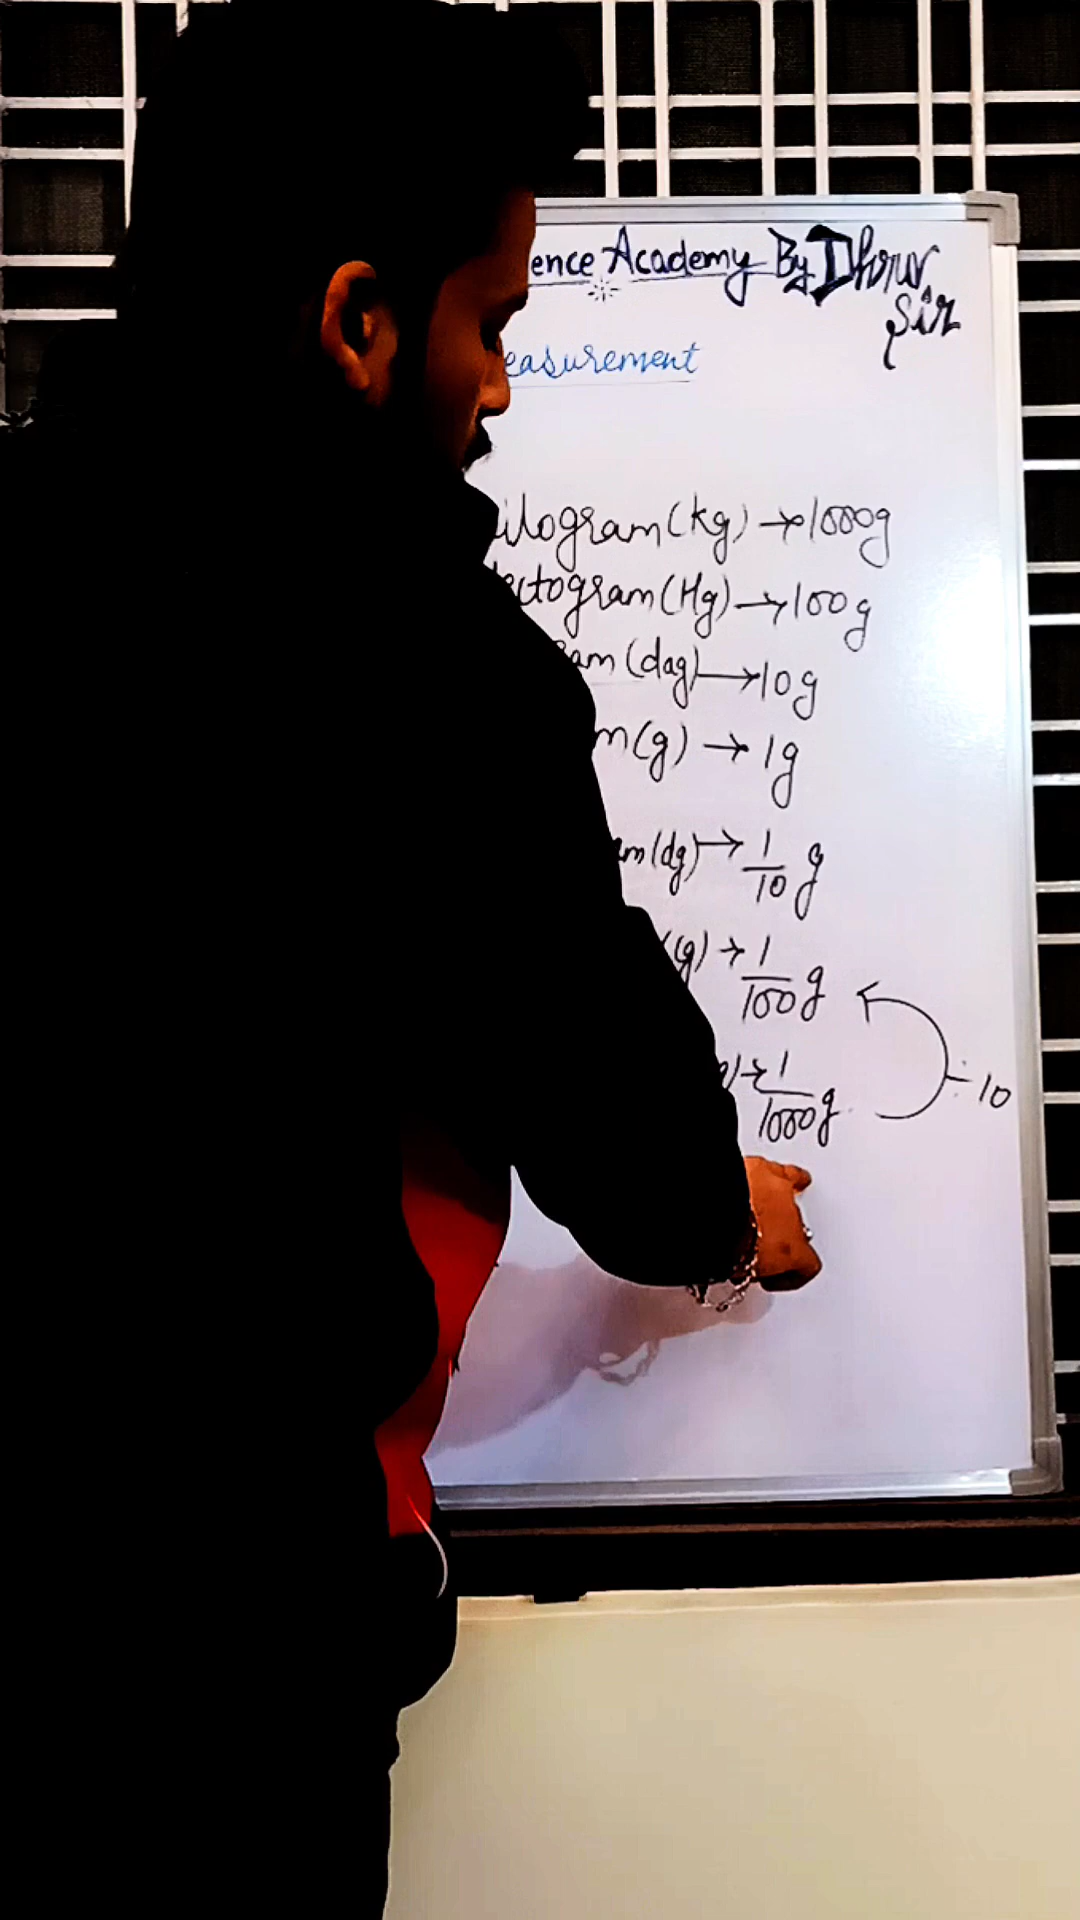 ence Academy By Dhruv
Sir
easurement
ilogram (kg) → 1000g
ectogram (Hg) → 100g
am (dag) → 10g
m (g) → 1g
m (dg) → 1/10 g
g) → 1/100 g
) → 1/1000 g
÷10